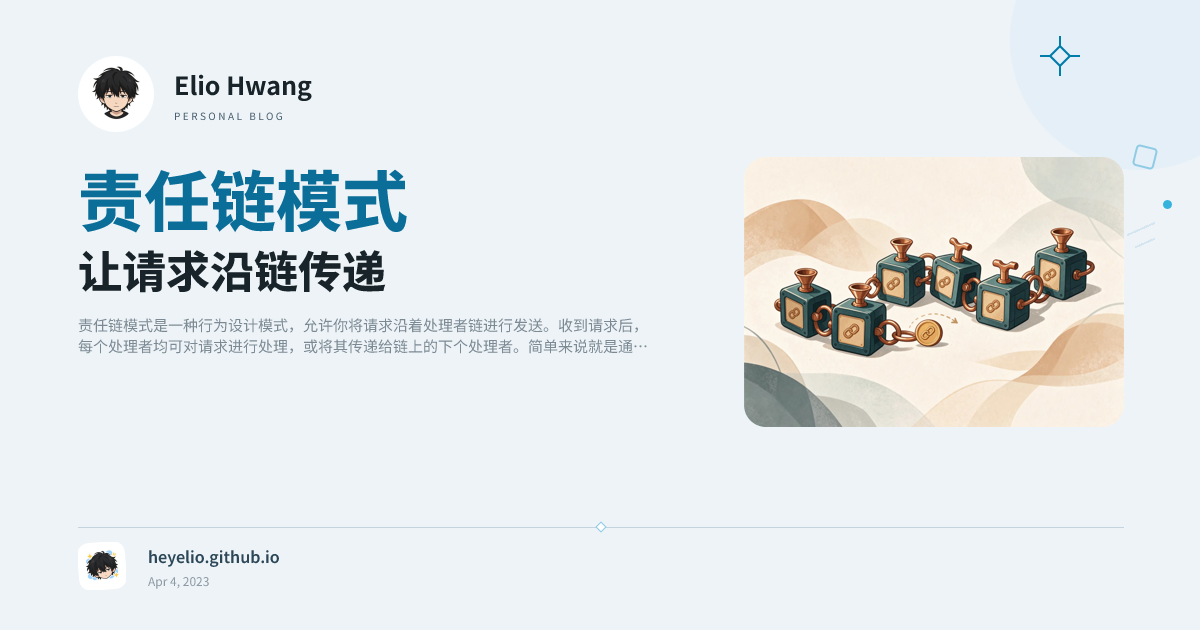 Elio Hwang
PERSONAL BLOG
责任链模式
让请求沿链传递
责任链模式是一种行为设计模式，允许你将请求沿着处理者链进行发送。收到请求后，
每个处理者均可对请求进行处理，或将其传递给链上的下个处理者。简单来说就是通…
heyelio.github.io
Apr 4, 2023